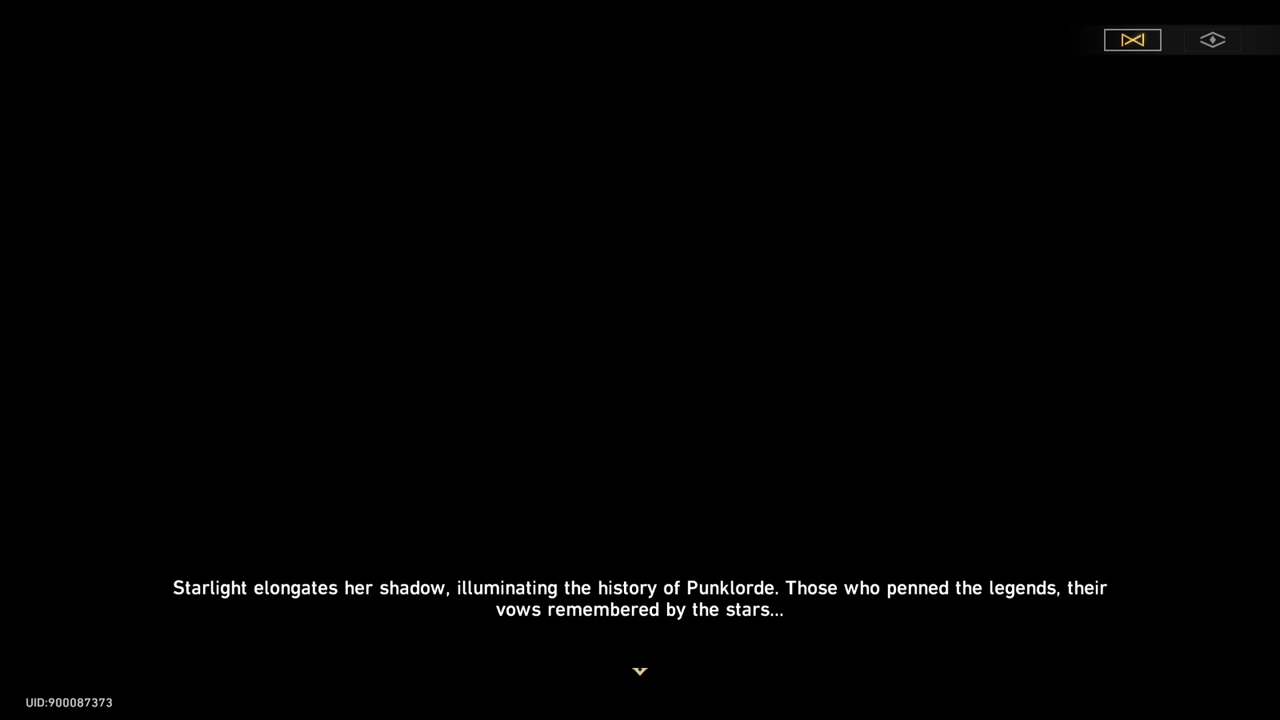 Starlight elongates her shadow, illuminating the history of Punklorde. Those who penned the legends, their
vows remembered by the stars...
UID:900087373